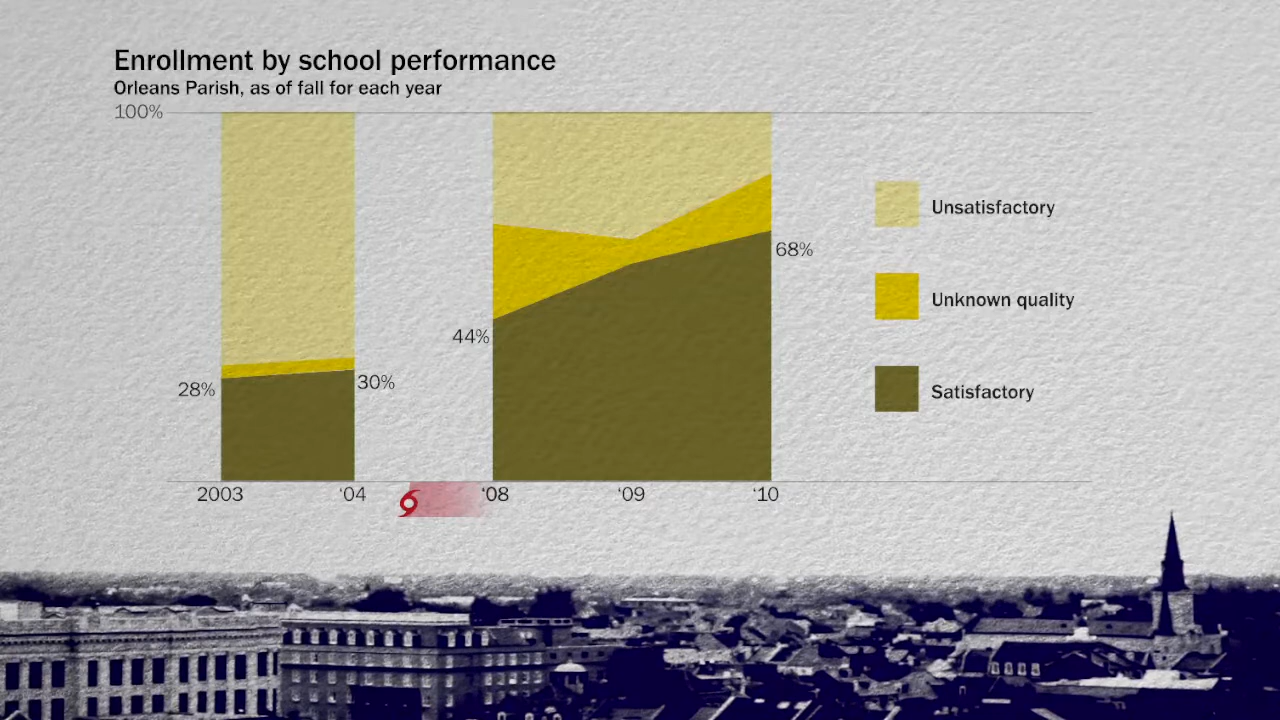 Enrollment by school performance
Orleans Parish, as of fall for each year
100%
Unsatisfactory
68%
Unknown quality
44%
28%
30%
Satisfactory
2003 '04 '08 '09 '10